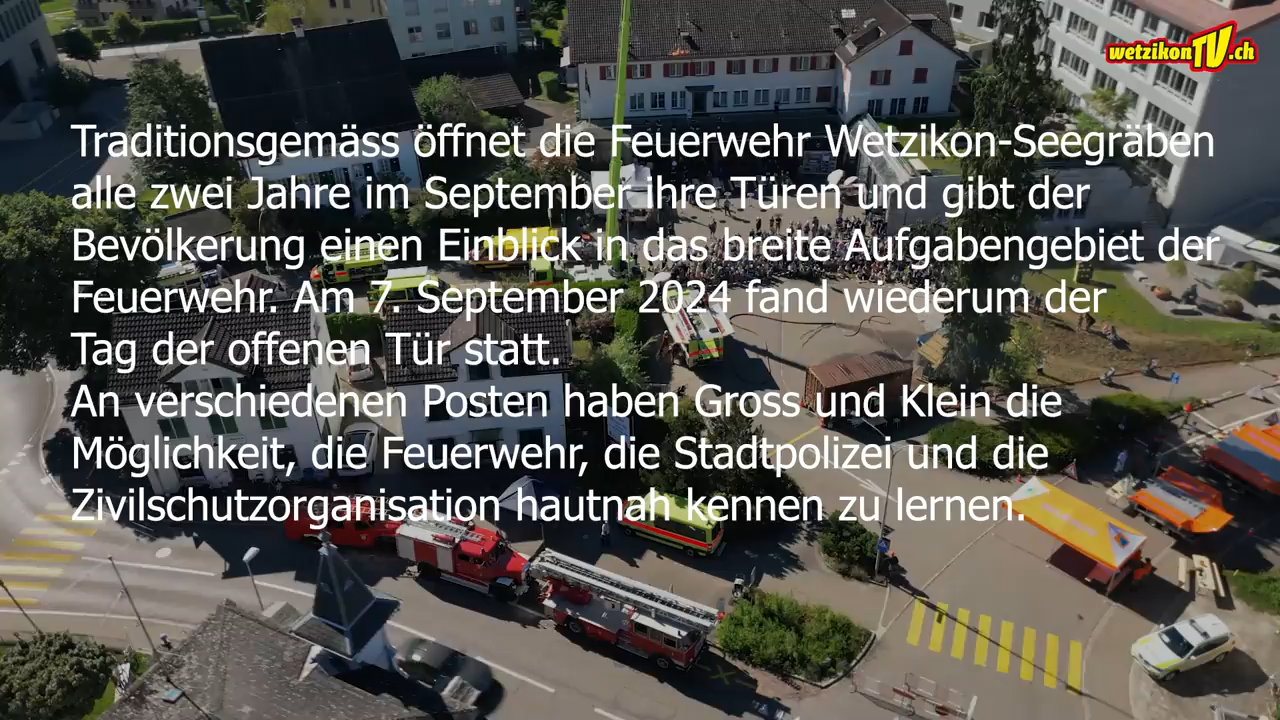 wetzikonTV.ch
Traditionsgemäss öffnet die Feuerwehr Wetzikon-Seegräben
alle zwei Jahre im September ihre Türen und gibt der
Bevölkerung einen Einblick in das breite Aufgabengebiet der
Feuerwehr. Am 7. September 2024 fand wiederum der
Tag der offenen Tür statt.
An verschiedenen Posten haben Gross und Klein die
Möglichkeit, die Feuerwehr, die Stadtpolizei und die
Zivilschutzorganisation hautnah kennen zu lernen.